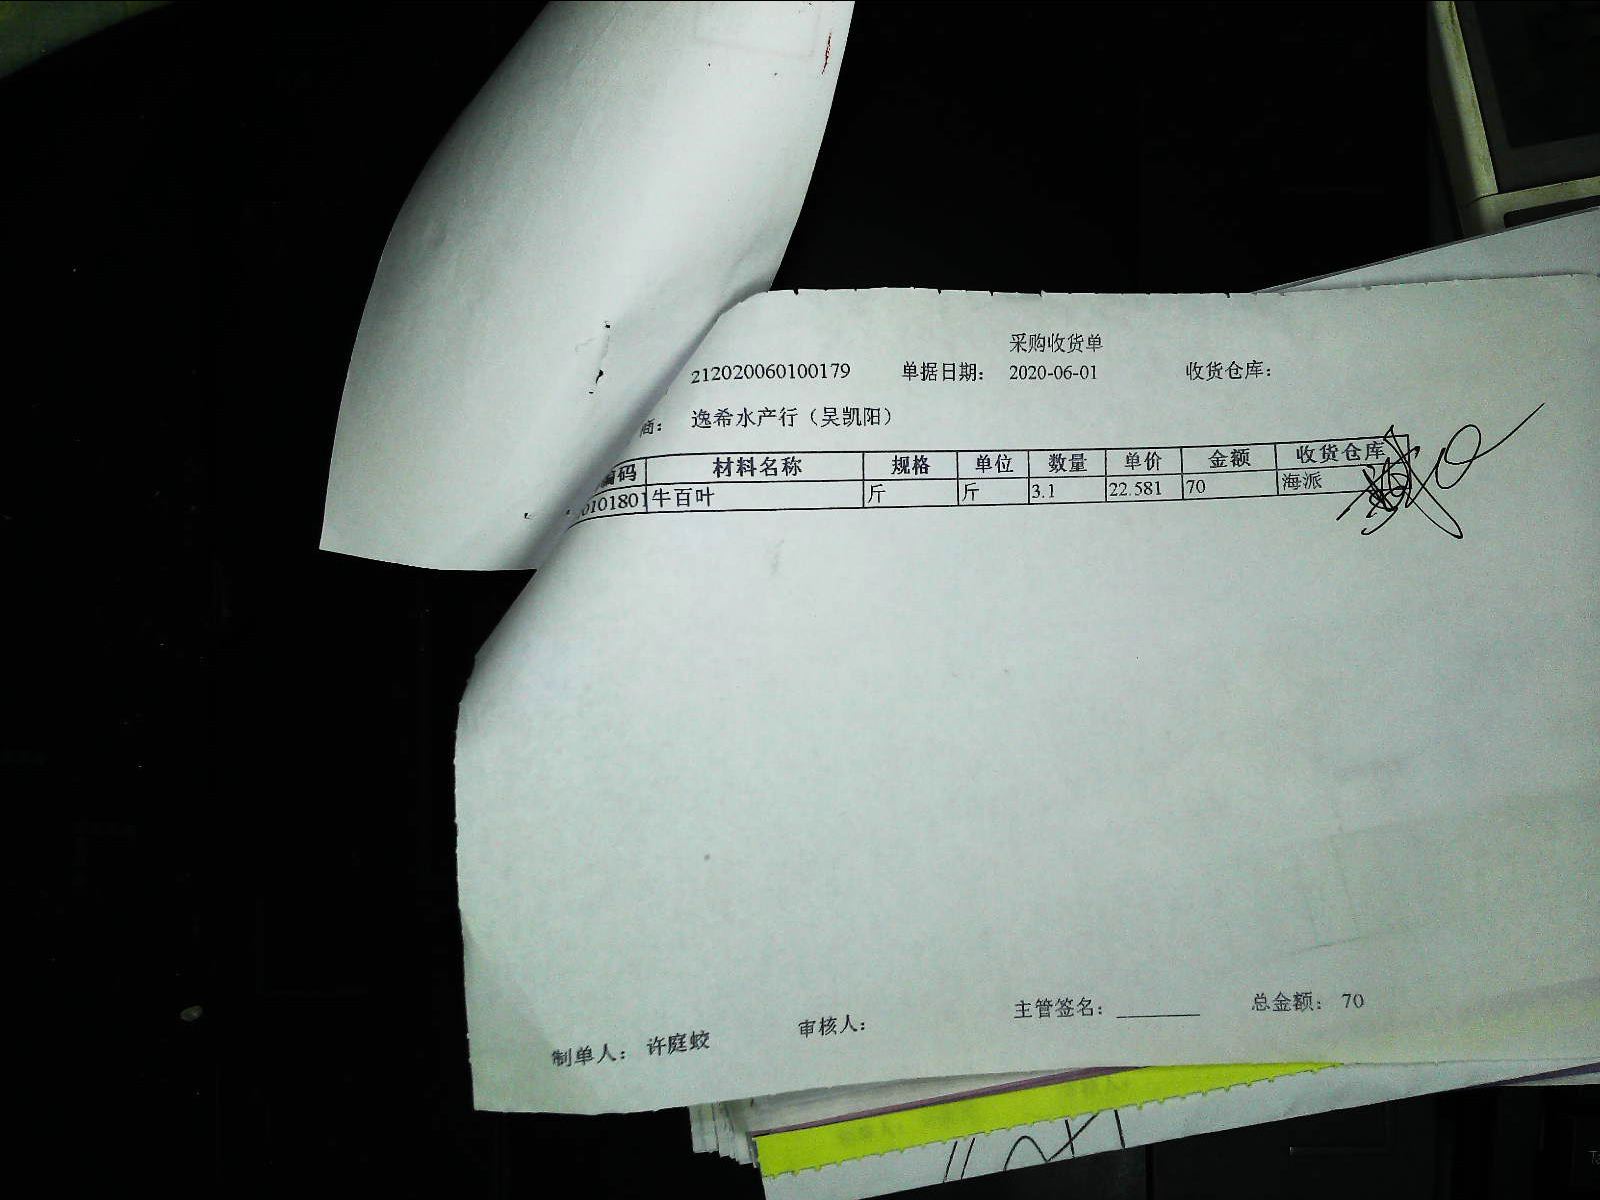 采购收货单
212020060100179 单据日期: 2020-06-01 收货仓库:
商: 逸希水产行（吴凯阳）
编码 材料名称 规格 单位 数量 单价 金额 收货仓库
0101801 牛百叶 斤 斤 3.1 22.581 70 海派
制单人: 许庭蛟 审核人: 主管签名: ________ 总金额: 70